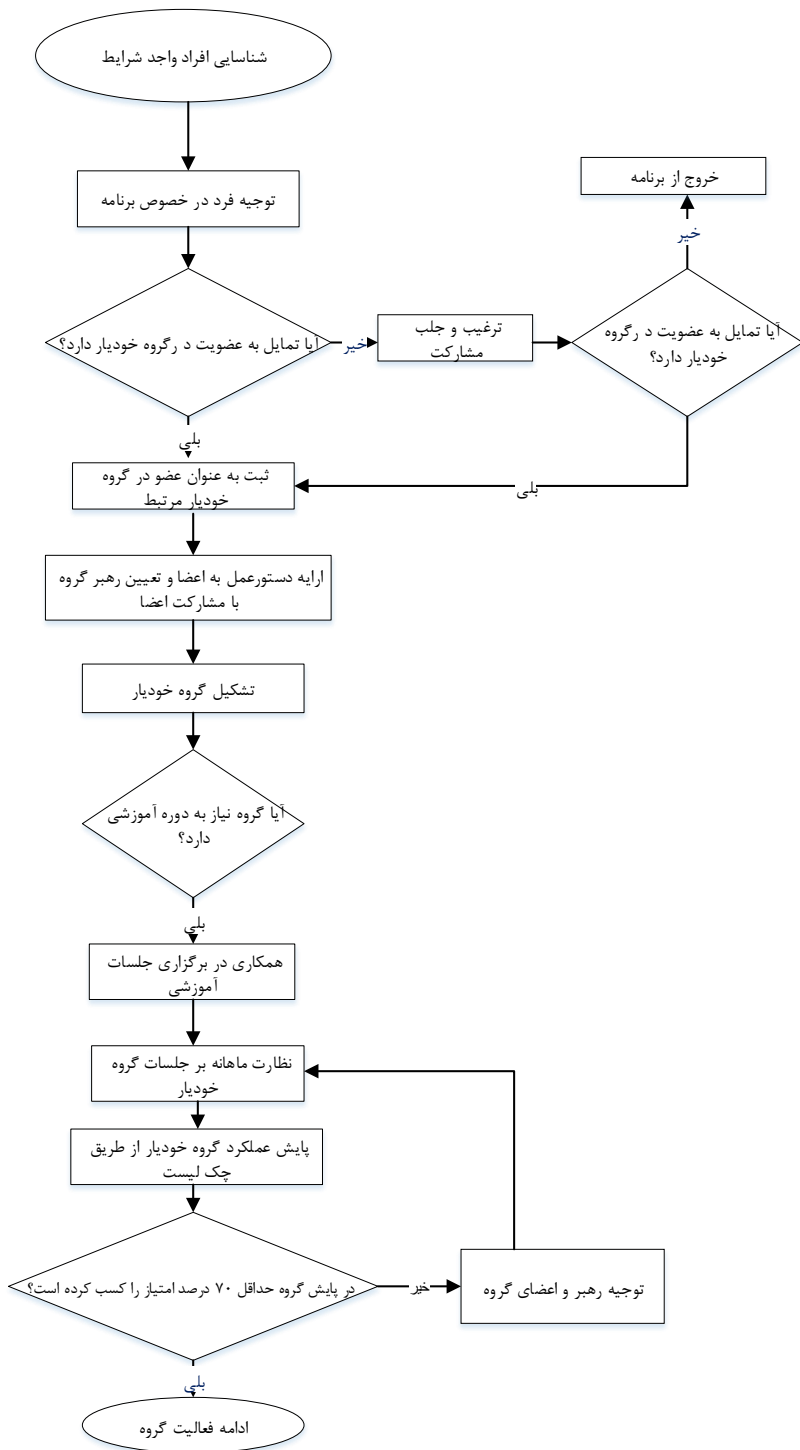 شناسایی افراد واجد شرایط
توجیه فرد در خصوص برنامه
خروج از برنامه
خیر
آیا تمایل به عضویت د رگروه خودیار دارد؟
خیر
ترغیب و جلب
مشارکت
آیا تمایل به عضویت د رگروه
خودیار دارد؟
بلی
بلی
ثبت به عنوان عضو در گروه
خودیار مرتبط
ارایه دستورعمل به اعضا و تعیین رهبر گروه
با مشارکت اعضا
تشکیل گروه خودیار
آیا گروه نیاز به دوره آموزشی
دارد؟
بلی
همکاری در برگزاری جلسات
آموزشی
نظارت ماهانه بر جلسات گروه
خودیار
پایش عملکرد گروه خودیار از طریق
چک لیست
در پایش گروه حداقل ۷۰ درصد امتیاز را کسب کرده است؟
خیر
توجیه رهبر و اعضای گروه
بلی
ادامه فعالیت گروه